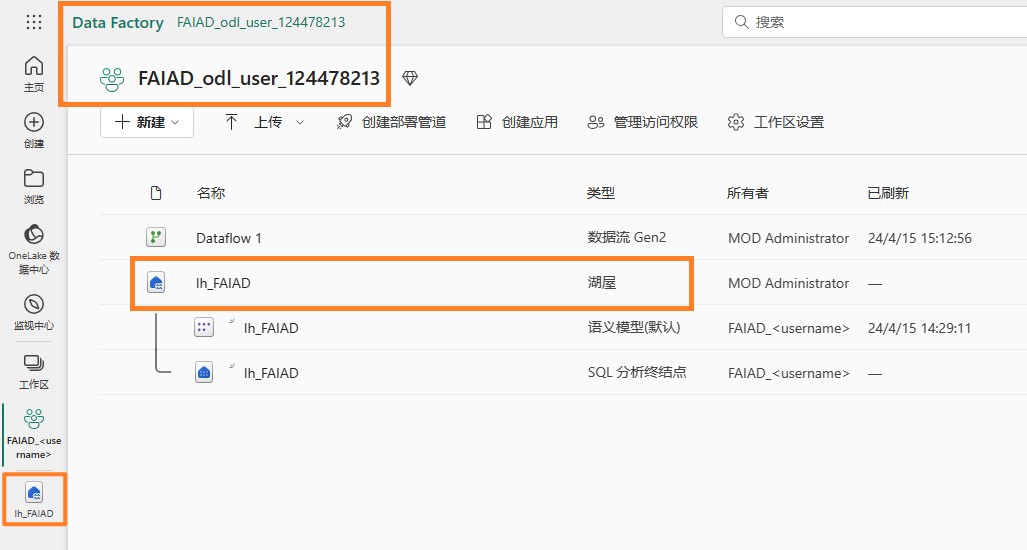 Data Factory FAIAD_odl_user_124478213
搜索
主页
创建
浏览
OneLake 数
据中心
监视中心
工作区
FAIAD_<use
rname>
lh_FAIAD
FAIAD_odl_user_124478213
新建 上传 创建部署管道 创建应用 管理访问权限 工作区设置
名称 类型 所有者 已刷新
Dataflow 1 数据流 Gen2 MOD Administrator 24/4/15 15:12:56
lh_FAIAD 湖屋 MOD Administrator —
lh_FAIAD 语义模型(默认) FAIAD_<username> 24/4/15 14:29:11
lh_FAIAD SQL 分析终结点 FAIAD_<username> —